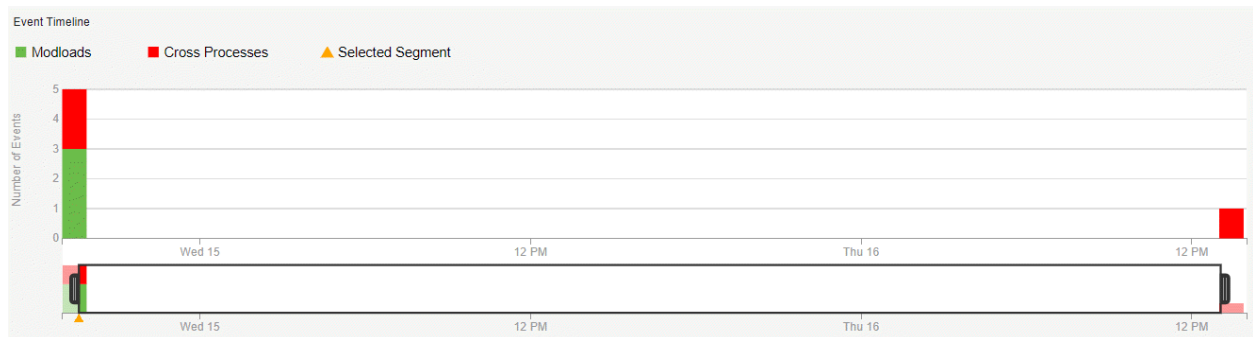 Event Timeline
Modloads Cross Processes Selected Segment
Number of Events
5
4
3
2
1
0
Wed 15 12 PM Thu 16 12 PM
Wed 15 12 PM Thu 16 12 PM